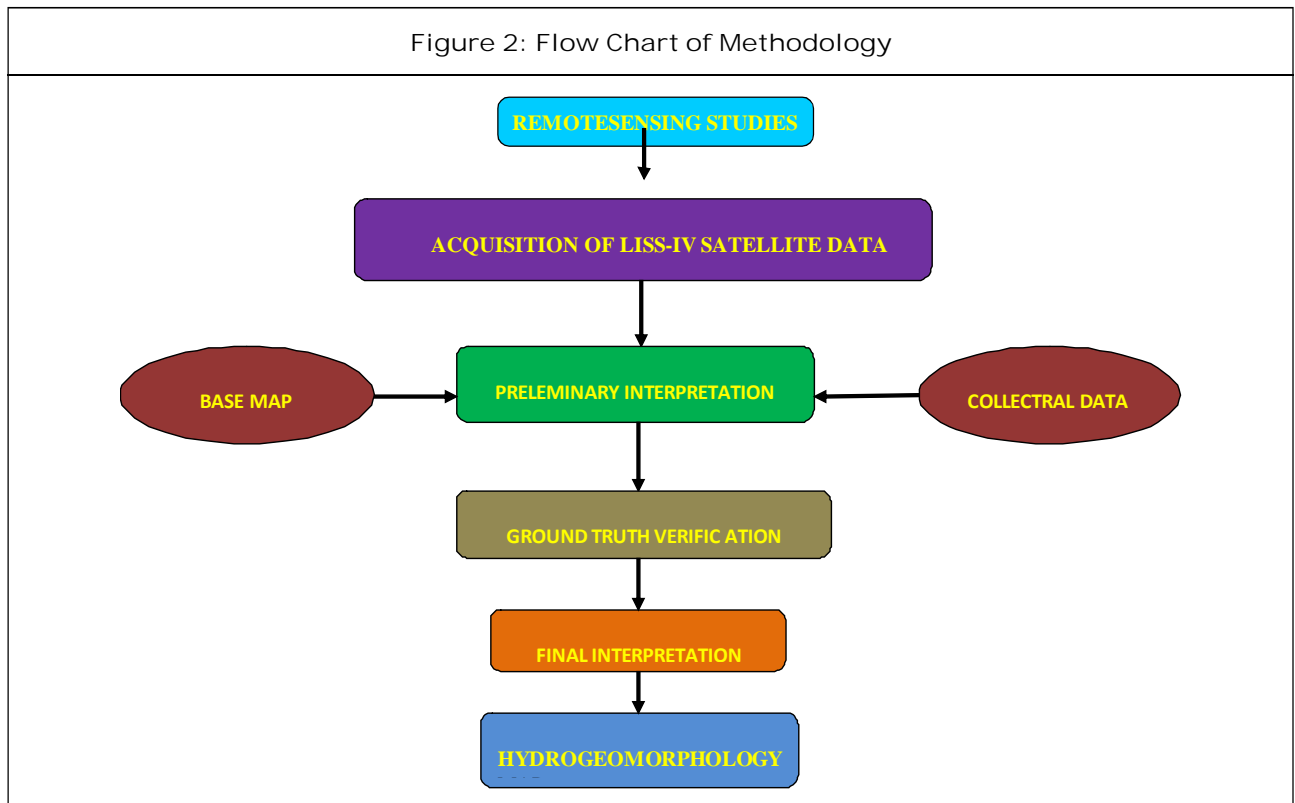 Figure 2: Flow Chart of Methodology
REMOTESENSING STUDIES
ACQUISITION OF LISS-IV SATELLITE DATA
BASE MAP
PRELEMINARY INTERPRETATION
COLLECTRAL DATA
GROUND TRUTH VERIFIC ATION
FINAL INTERPRETATION
HYDROGEOMORPHOLOGY